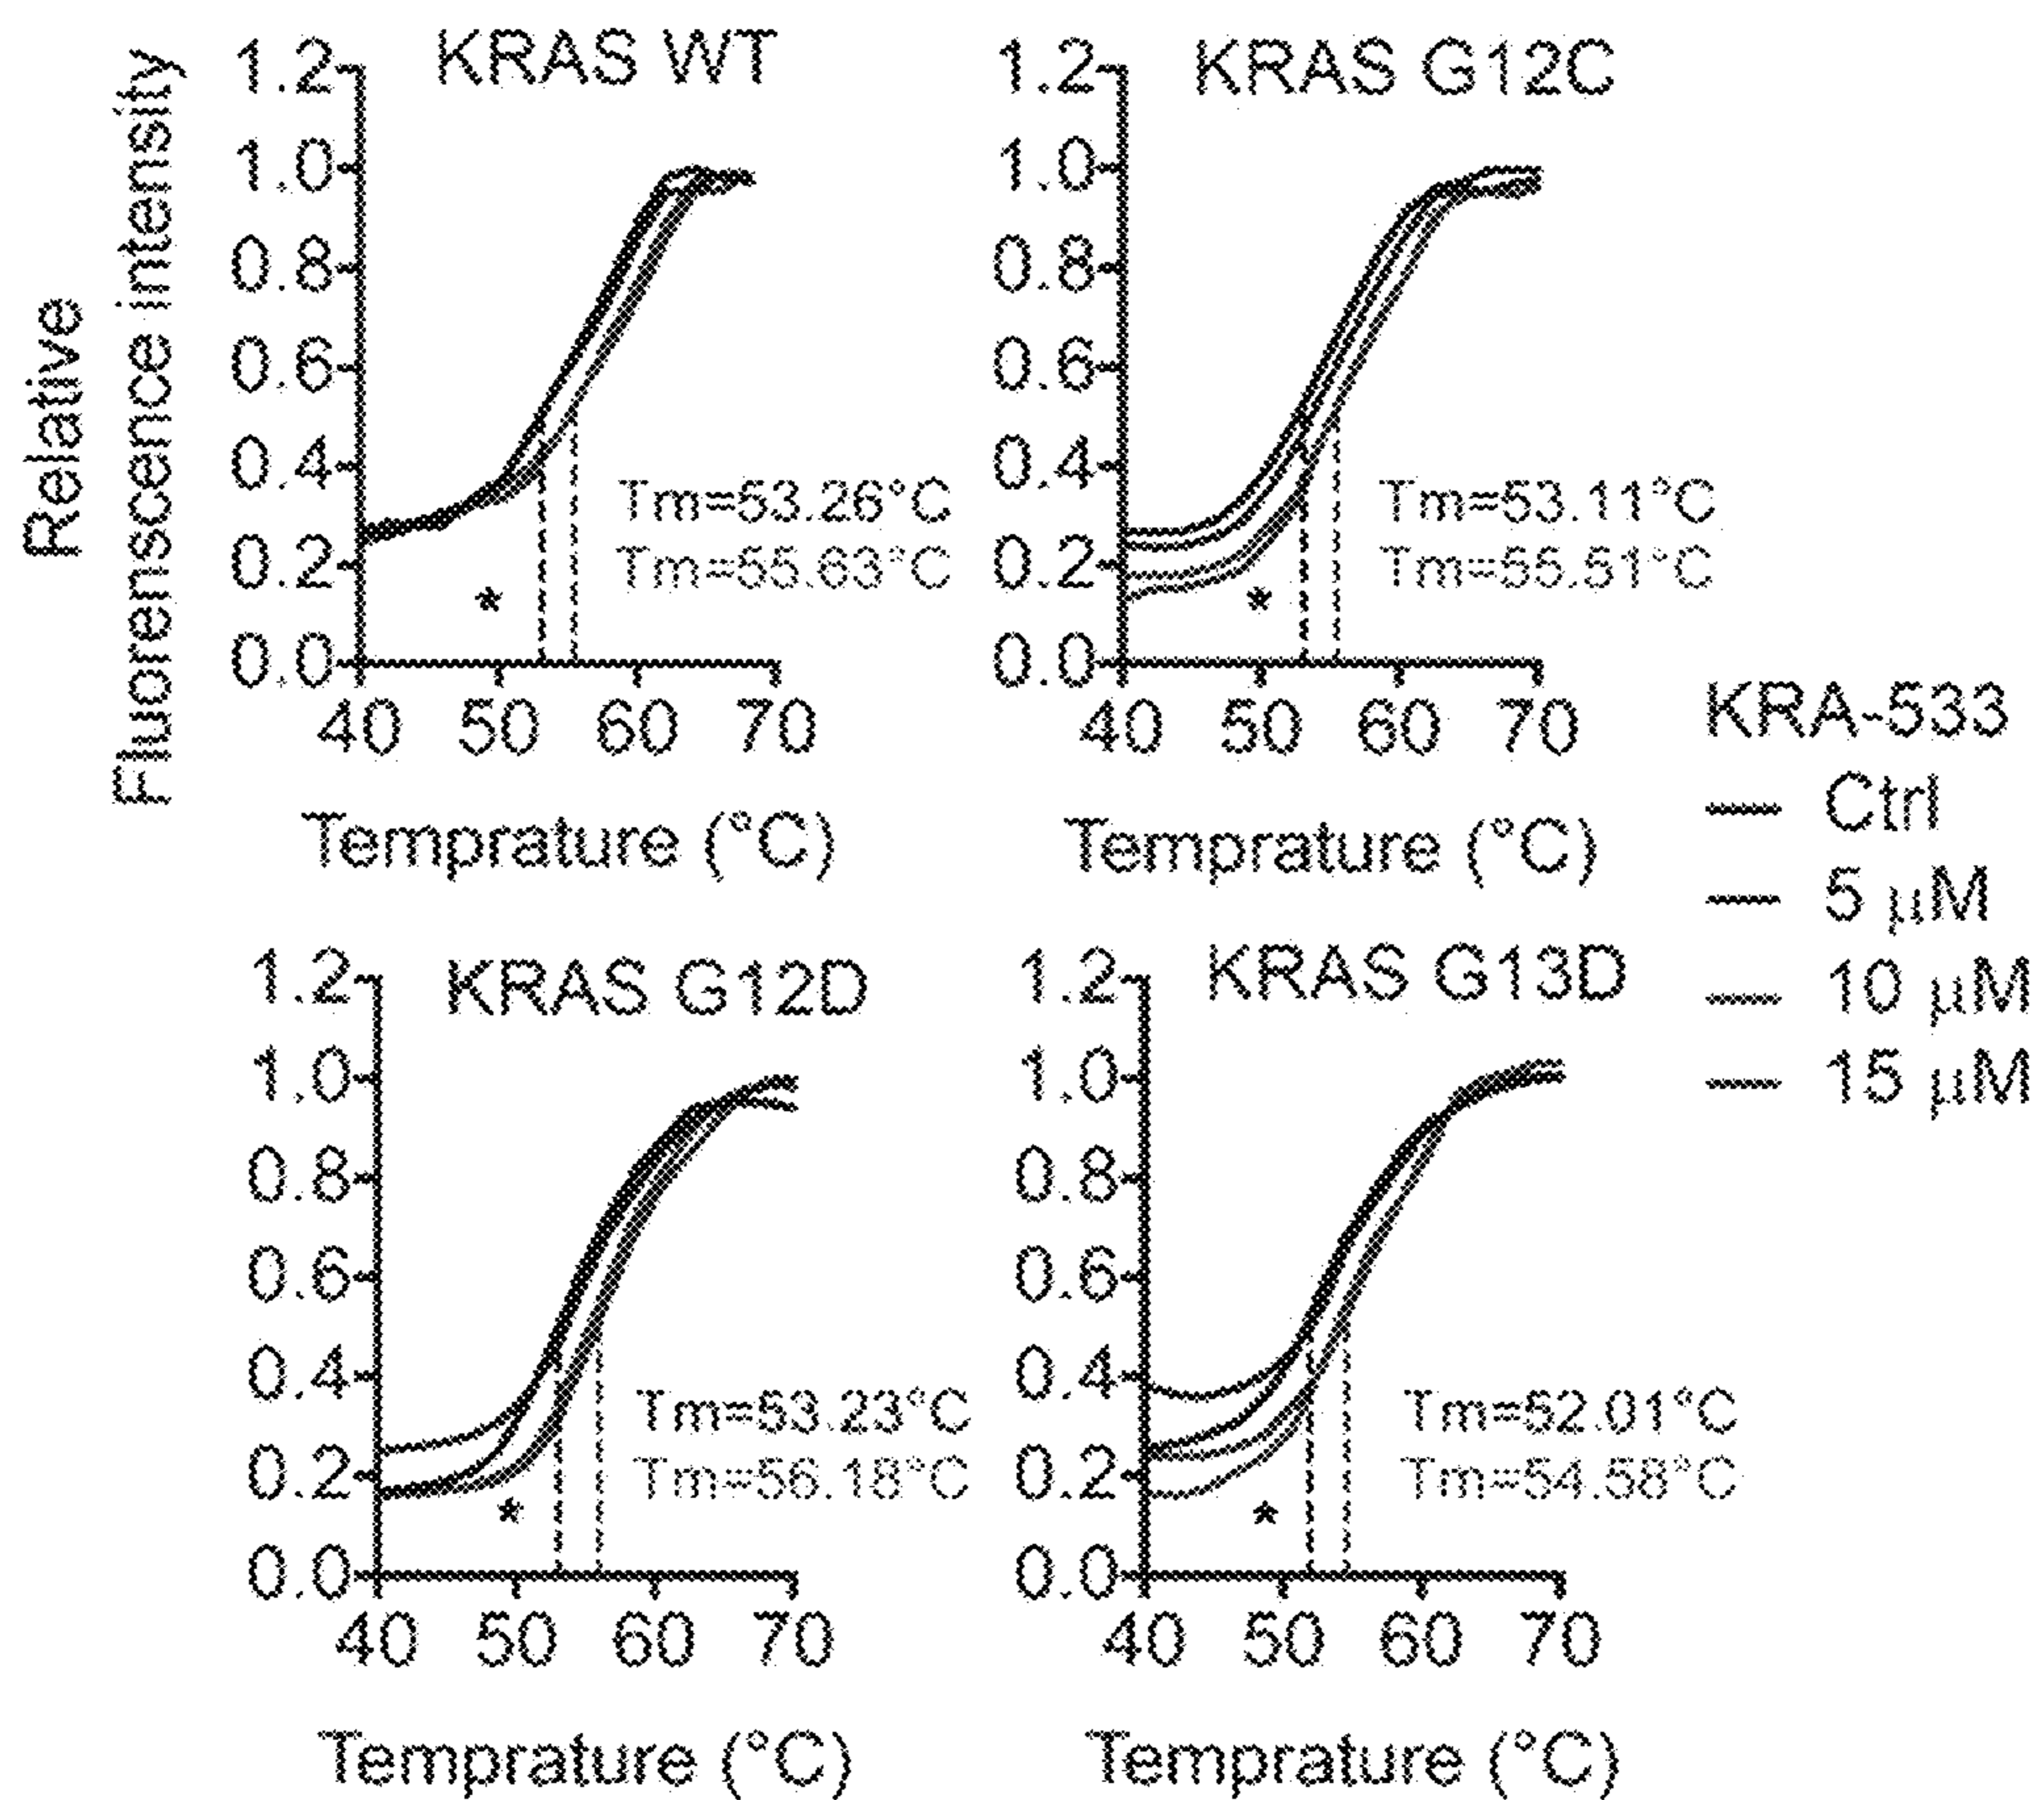 Relative
Fluorenscence intensity
KRAS WT
1.2
1.0
0.8
0.6
0.4
0.2
0.0
Tm=53.26°C
Tm=55.63°C
*
40 50 60 70
Temprature (°C)
KRAS G12C
1.2
1.0
0.8
0.6
0.4
0.2
0.0
Tm=53.11°C
Tm=55.51°C
*
40 50 60 70
Temprature (°C)
KRA-533
Ctrl
5 µM
10 µM
15 µM
KRAS G12D
1.2
1.0
0.8
0.6
0.4
0.2
0.0
Tm=53.23°C
Tm=56.18°C
*
40 50 60 70
Temprature (°C)
KRAS G13D
1.2
1.0
0.8
0.6
0.4
0.2
0.0
Tm=52.01°C
Tm=54.58°C
*
40 50 60 70
Temprature (°C)